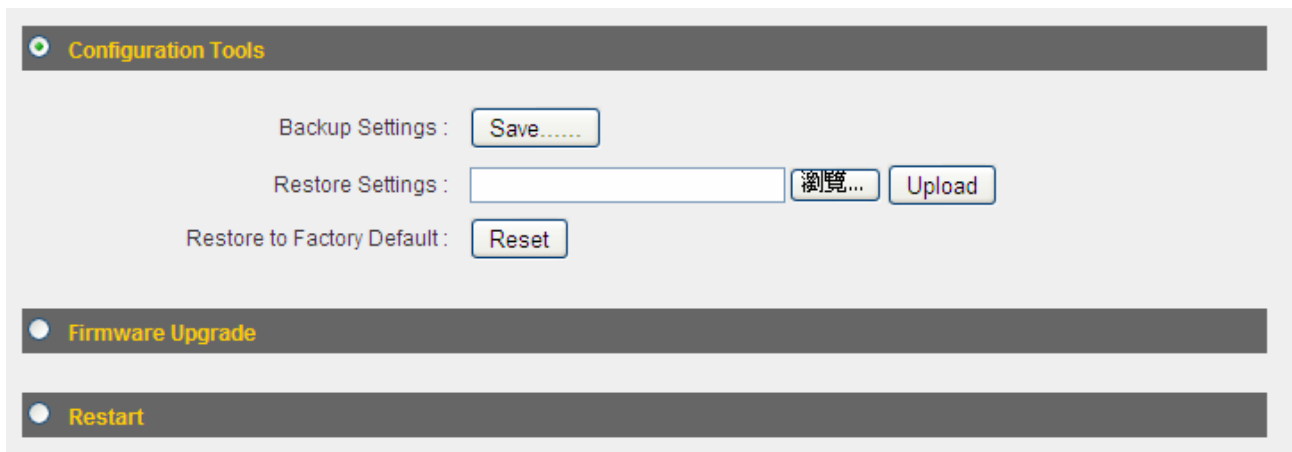 Configuration Tools
Backup Settings : Save......
Restore Settings : 瀏覽... Upload
Restore to Factory Default : Reset
Firmware Upgrade
Restart